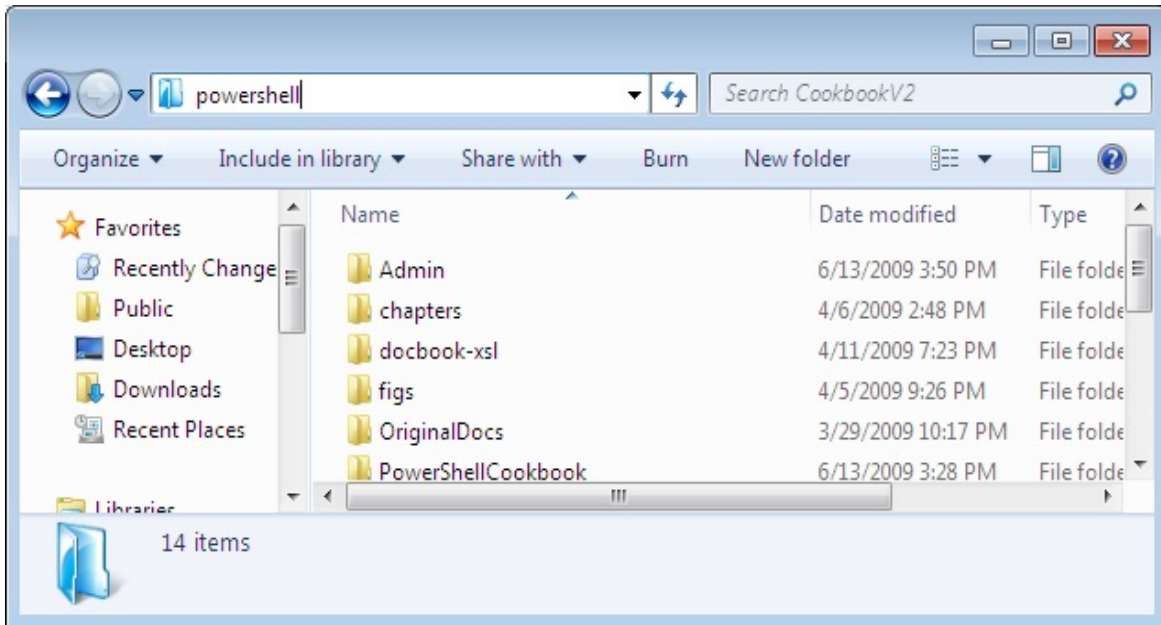 powershell
Search CookbookV2
Organize Include in library Share with Burn New folder
Favorites
Recently Change
Public
Desktop
Downloads
Recent Places
Libraries
Name Date modified Type
Admin 6/13/2009 3:50 PM File folde
chapters 4/6/2009 2:48 PM File folde
docbook-xsl 4/11/2009 7:23 PM File folde
figs 4/5/2009 9:26 PM File folde
OriginalDocs 3/29/2009 10:17 PM File folde
PowerShellCookbook 6/13/2009 3:28 PM File folde
14 items